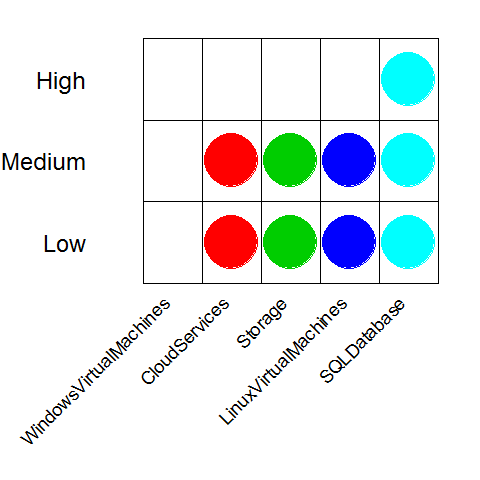 High
Medium
Low
WindowsVirtualMachines
CloudServices
Storage
LinuxVirtualMachines
SQLDatabase